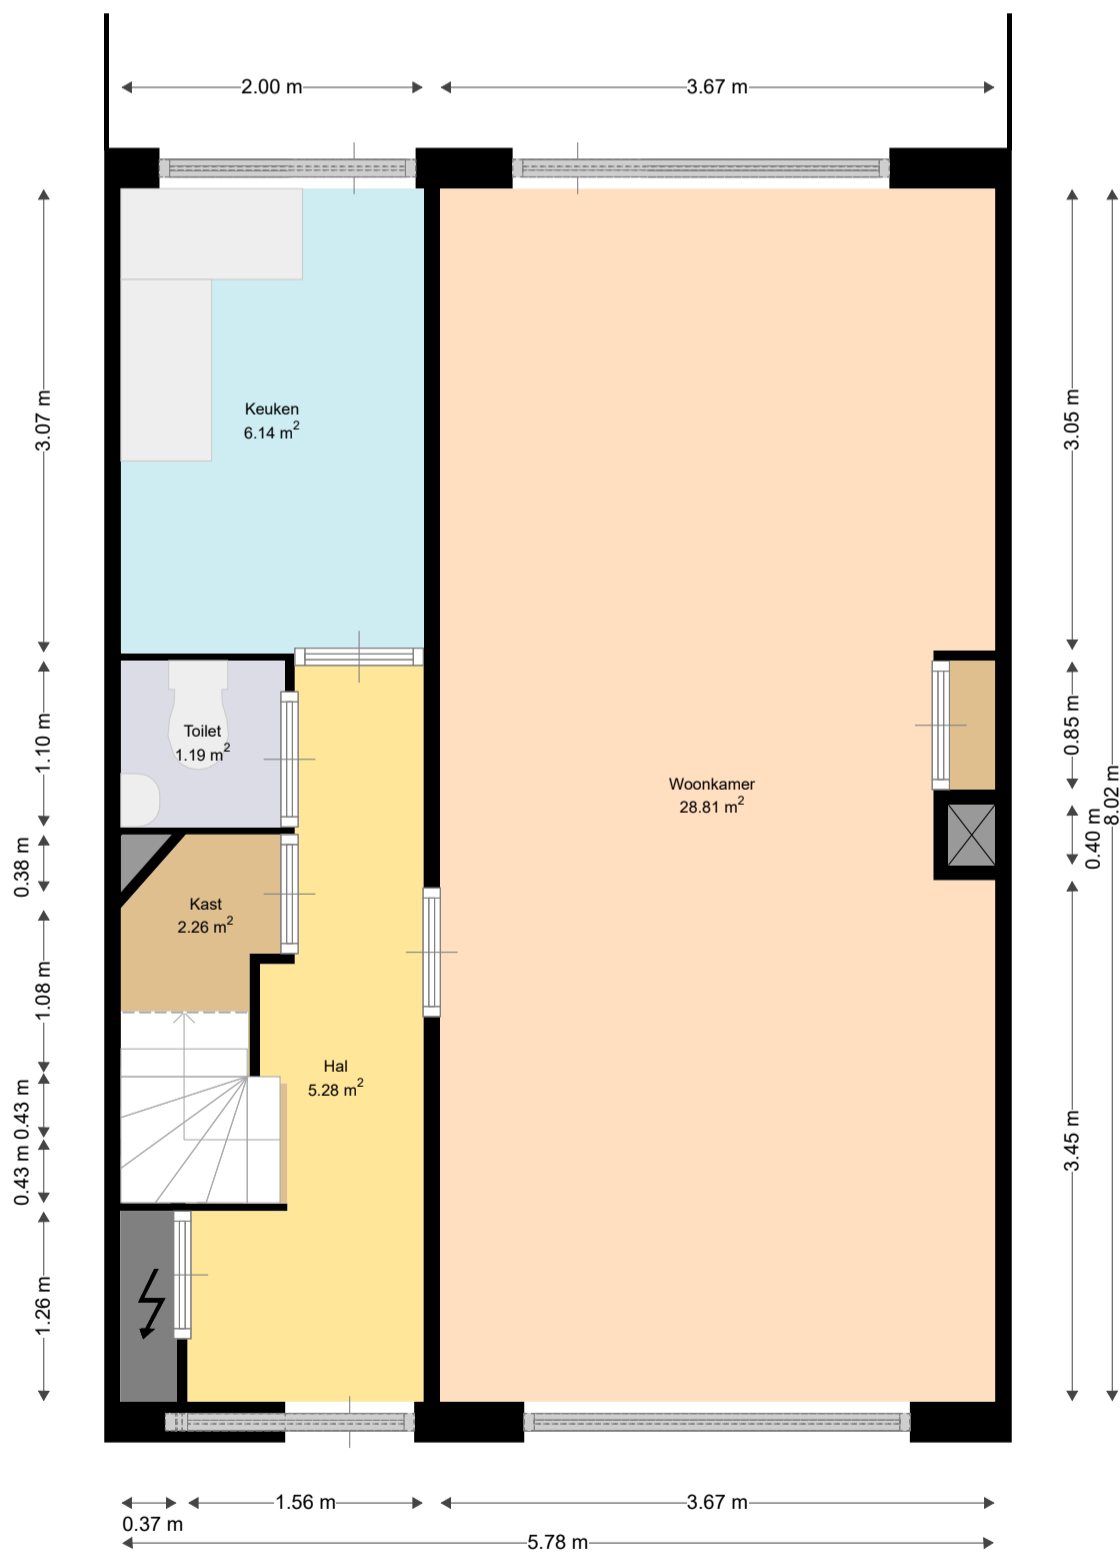 2.00 m
3.67 m
3.07 m
3.05 m
Keuken
6.14 m²
1.10 m
Toilet
1.19 m²
0.85 m
8.02 m
Woonkamer
28.81 m²
0.40 m
0.38 m
Kast
2.26 m²
1.08 m
Hal
5.28 m²
0.43 m
0.43 m
3.45 m
1.26 m
1.56 m
3.67 m
0.37 m
5.78 m